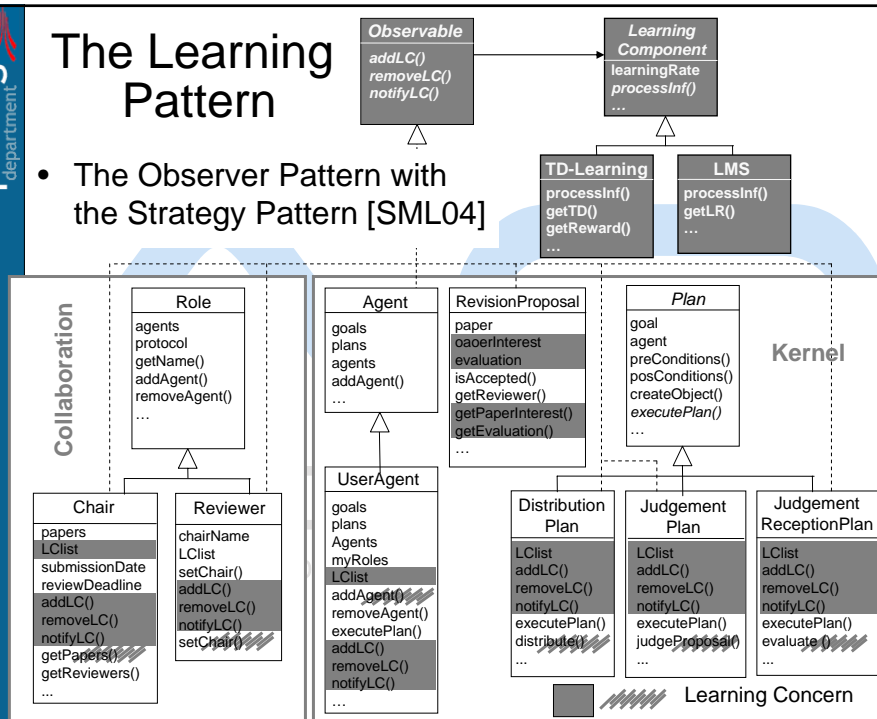 department
The Learning
Pattern
• The Observer Pattern with
the Strategy Pattern [SML04]
Observable
addLC()
removeLC()
notifyLC()
Learning
Component
learningRate
processInf()
…
TD-Learning
processInf()
getTD()
getReward()
…
LMS
processInf()
getLR()
…
Collaboration
Role
agents
protocol
getName()
addAgent()
removeAgent()
…
Chair
papers
LClist
submissionDate
reviewDeadline
addLC()
removeLC()
notifyLC()
getPapers()
getReviewers()
...
Reviewer
chairName
LClist
setChair()
addLC()
removeLC()
notifyLC()
setChair()
Kernel
Agent
goals
plans
agents
addAgent()
…
UserAgent
goals
plans
Agents
myRoles
LClist
addAgent()
removeAgent()
executePlan()
addLC()
removeLC()
notifyLC()
…
RevisionProposal
paper
oaoerInterest
evaluation
isAccepted()
getReviewer()
getPaperInterest()
getEvaluation()
…
Plan
goal
agent
preConditions()
posConditions()
createObject()
executePlan()
…
Distribution
Plan
LClist
addLC()
removeLC()
notifyLC()
executePlan()
distribute()
...
Judgement
Plan
LClist
addLC()
removeLC()
notifyLC()
executePlan()
judgeProposal()
...
Judgement
ReceptionPlan
LClist
addLC()
removeLC()
notifyLC()
executePlan()
evaluate ()
...
Learning Concern